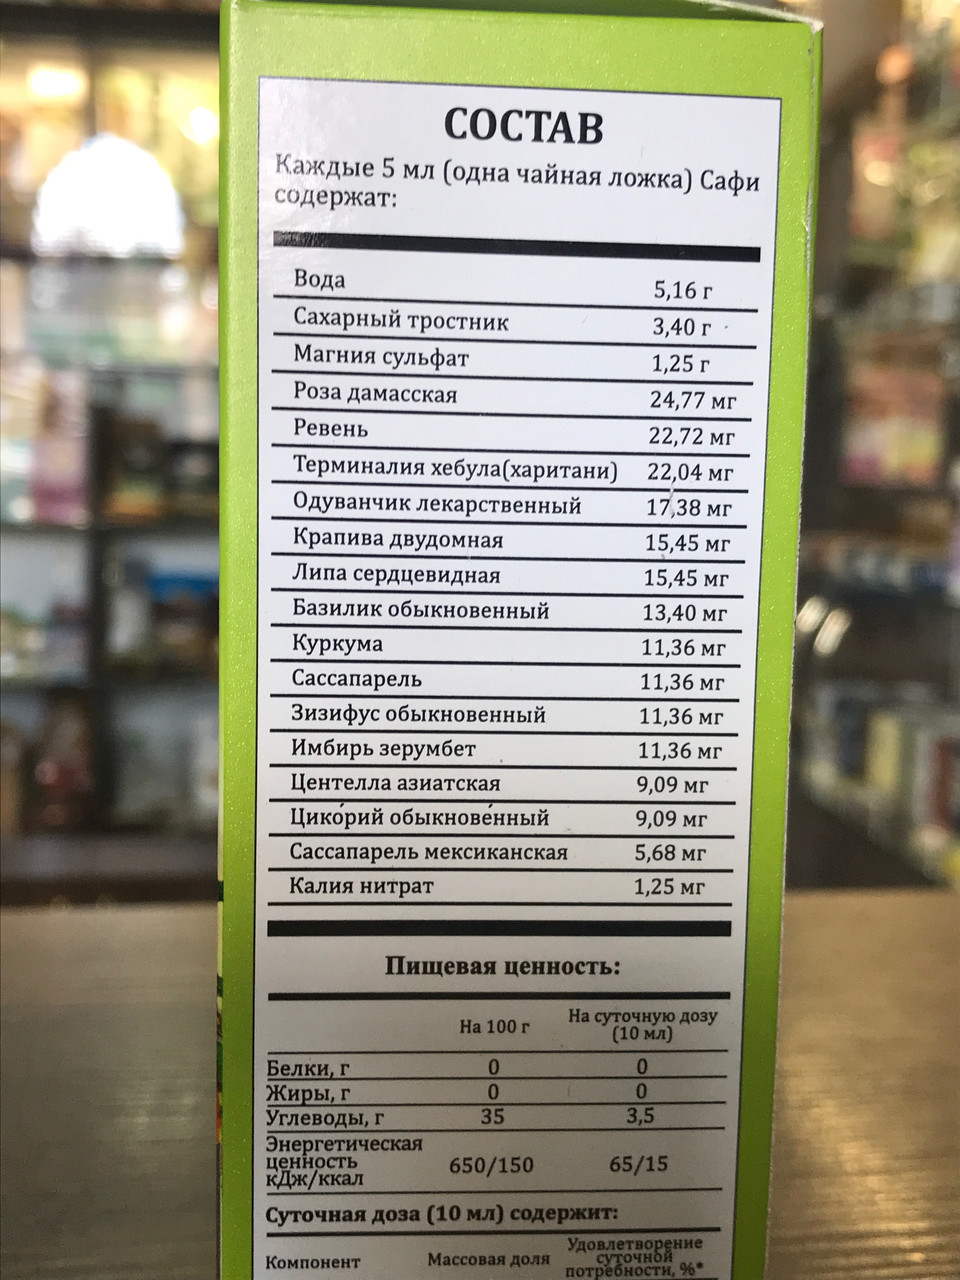 СОСТАВ
Каждые 5 мл (одна чайная ложка) Сафи
содержат:
Вода 5,16 г
Сахарный тростник 3,40 г
Магния сульфат 1,25 г
Роза дамасская 24,77 мг
Ревень 22,72 мг
Терминалия хебула(харитани) 22,04 мг
Одуванчик лекарственный 17,38 мг
Крапива двудомная 15,45 мг
Липа сердцевидная 15,45 мг
Базилик обыкновенный 13,40 мг
Куркума 11,36 мг
Сассапарель 11,36 мг
Зизифус обыкновенный 11,36 мг
Имбирь зерумбет 11,36 мг
Центелла азиатская 9,09 мг
Цико́рий обыкнове́нный 9,09 мг
Сассапарель мексиканская 5,68 мг
Калия нитрат 1,25 мг
Пищевая ценность:
На 100 г На суточную дозу
(10 мл)
Белки, г 0 0
Жиры, г 0 0
Углеводы, г 35 3,5
Энергетическая
ценность
кДж/ккал 650/150 65/15
Суточная доза (10 мл) содержит:
Компонент Массовая доля Удовлетворение
суточной
потребности, %*